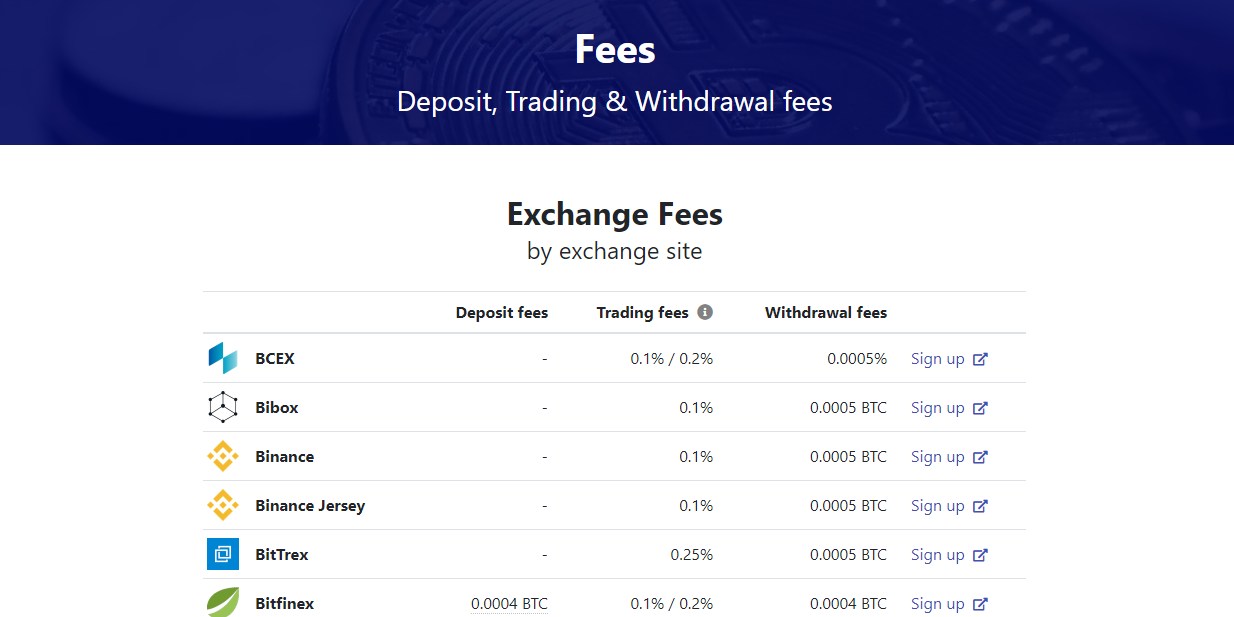 Fees
Deposit, Trading & Withdrawal fees
Exchange Fees
by exchange site
Deposit fees Trading fees Withdrawal fees
BCEX - 0.1% / 0.2% 0.0005% Sign up
Bibox - 0.1% 0.0005 BTC Sign up
Binance - 0.1% 0.0005 BTC Sign up
Binance Jersey - 0.1% 0.0005 BTC Sign up
BitTrex - 0.25% 0.0005 BTC Sign up
Bitfinex 0.0004 BTC 0.1% / 0.2% 0.0004 BTC Sign up